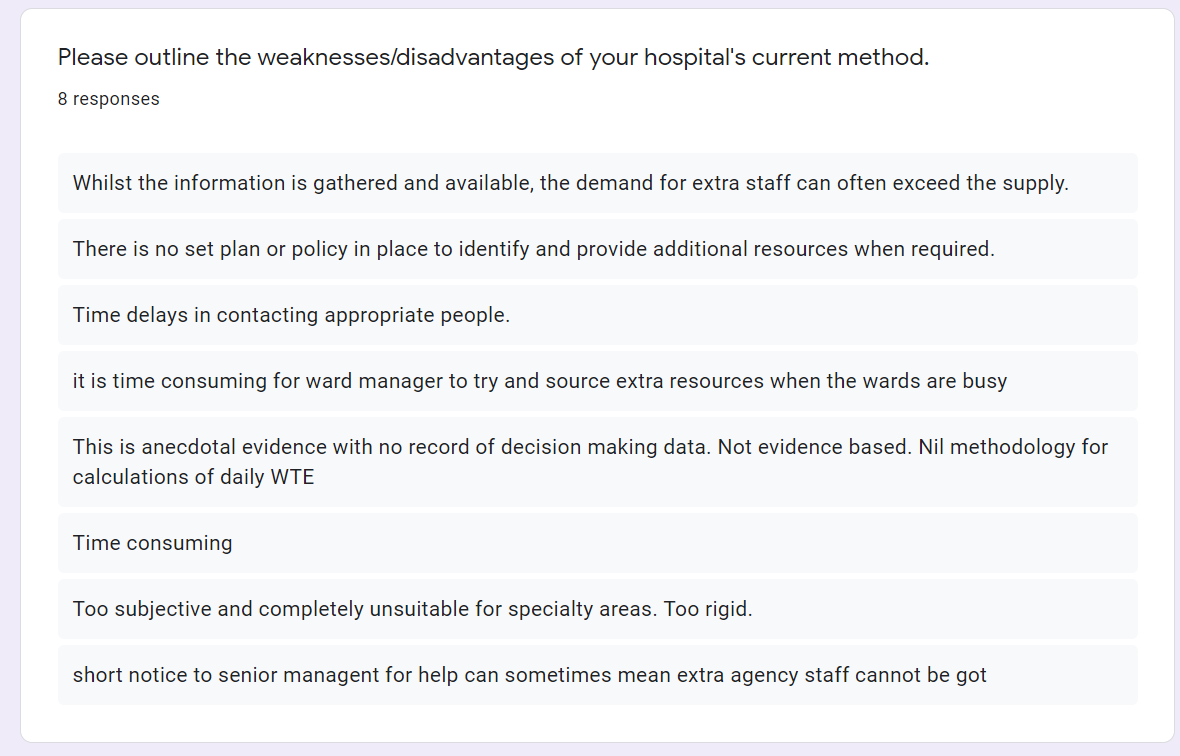 Please outline the weaknesses/disadvantages of your hospital's current method.
8 responses
Whilst the information is gathered and available, the demand for extra staff can often exceed the supply.
There is no set plan or policy in place to identify and provide additional resources when required.
Time delays in contacting appropriate people.
it is time consuming for ward manager to try and source extra resources when the wards are busy
This is anecdotal evidence with no record of decision making data. Not evidence based. Nil methodology for
calculations of daily WTE
Time consuming
Too subjective and completely unsuitable for specialty areas. Too rigid.
short notice to senior managent for help can sometimes mean extra agency staff cannot be got